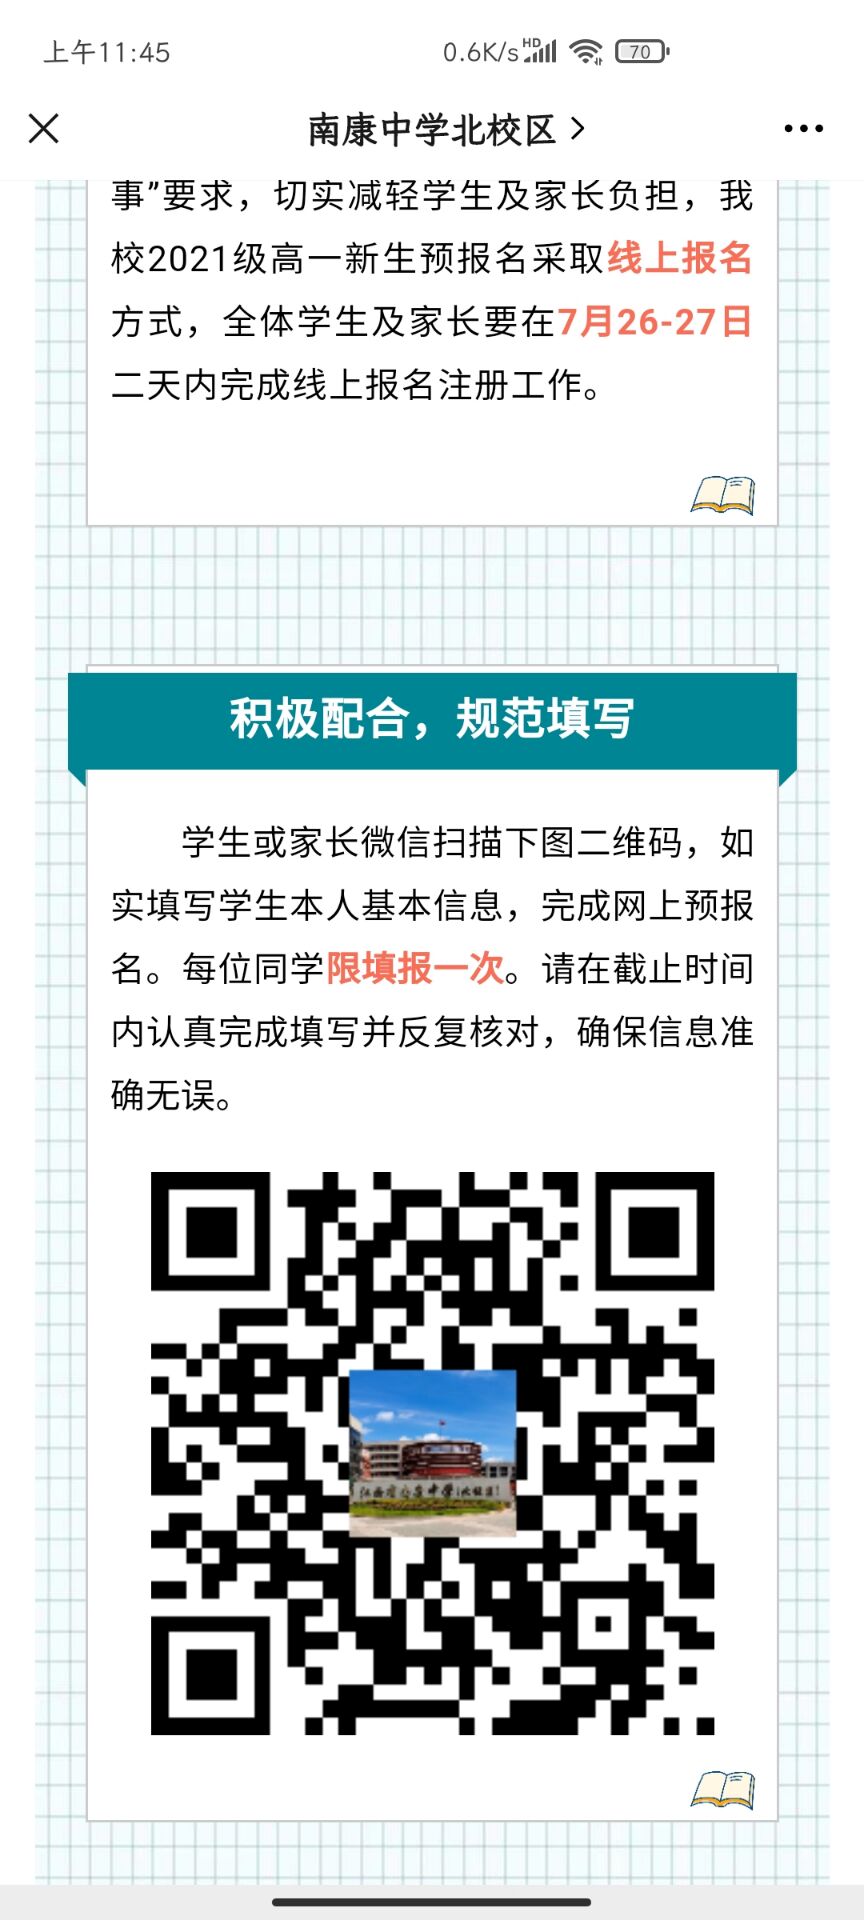 上午11:45
0.6K/s HD 70
南康中学北校区
事”要求，切实减轻学生及家长负担，我
校2021级高一新生预报名采取线上报名
方式，全体学生及家长要在7月26-27日
二天内完成线上报名注册工作。
积极配合，规范填写
学生或家长微信扫描下图二维码，如
实填写学生本人基本信息，完成网上预报
名。每位同学限填报一次。请在截止时间
内认真完成填写并反复核对，确保信息准
确无误。